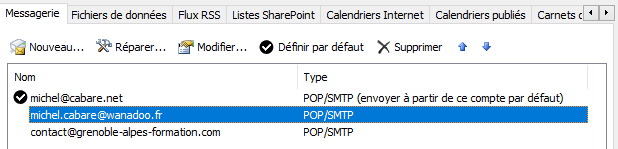 Messagerie Fichiers de données Flux RSS Listes SharePoint Calendriers Internet Calendriers publiés Carnets
Nouveau... Réparer... Modifier... Définir par défaut Supprimer
Nom Type
michel@cabare.net POP/SMTP (envoyer à partir de ce compte par défaut)
michel.cabare@wanadoo.fr POP/SMTP
contact@grenoble-alpes-formation.com POP/SMTP